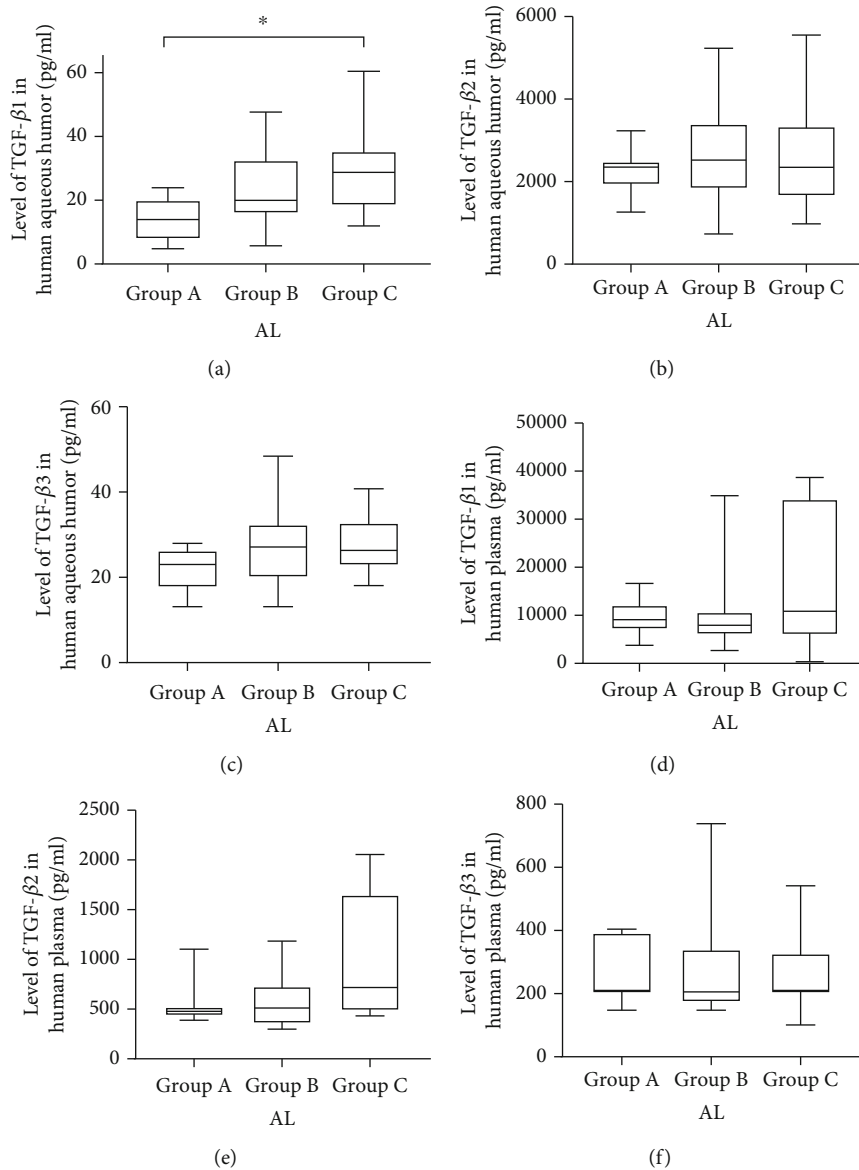 *
Level of TGF-β1 in
human aqueous humor (pg/ml)
60
40
20
0
Group A Group B Group C
AL
(a)
Level of TGF-β2 in
human aqueous humor (pg/ml)
6000
4000
2000
0
Group A Group B Group C
AL
(b)
Level of TGF-β3 in
human aqueous humor (pg/ml)
60
40
20
0
Group A Group B Group C
AL
(c)
Level of TGF-β1 in
human plasma (pg/ml)
50000
40000
30000
20000
10000
0
Group A Group B Group C
AL
(d)
Level of TGF-β2 in
human plasma (pg/ml)
2500
2000
1500
1000
500
0
Group A Group B Group C
AL
(e)
Level of TGF-β3 in
human plasma (pg/ml)
800
600
400
200
0
Group A Group B Group C
AL
(f)